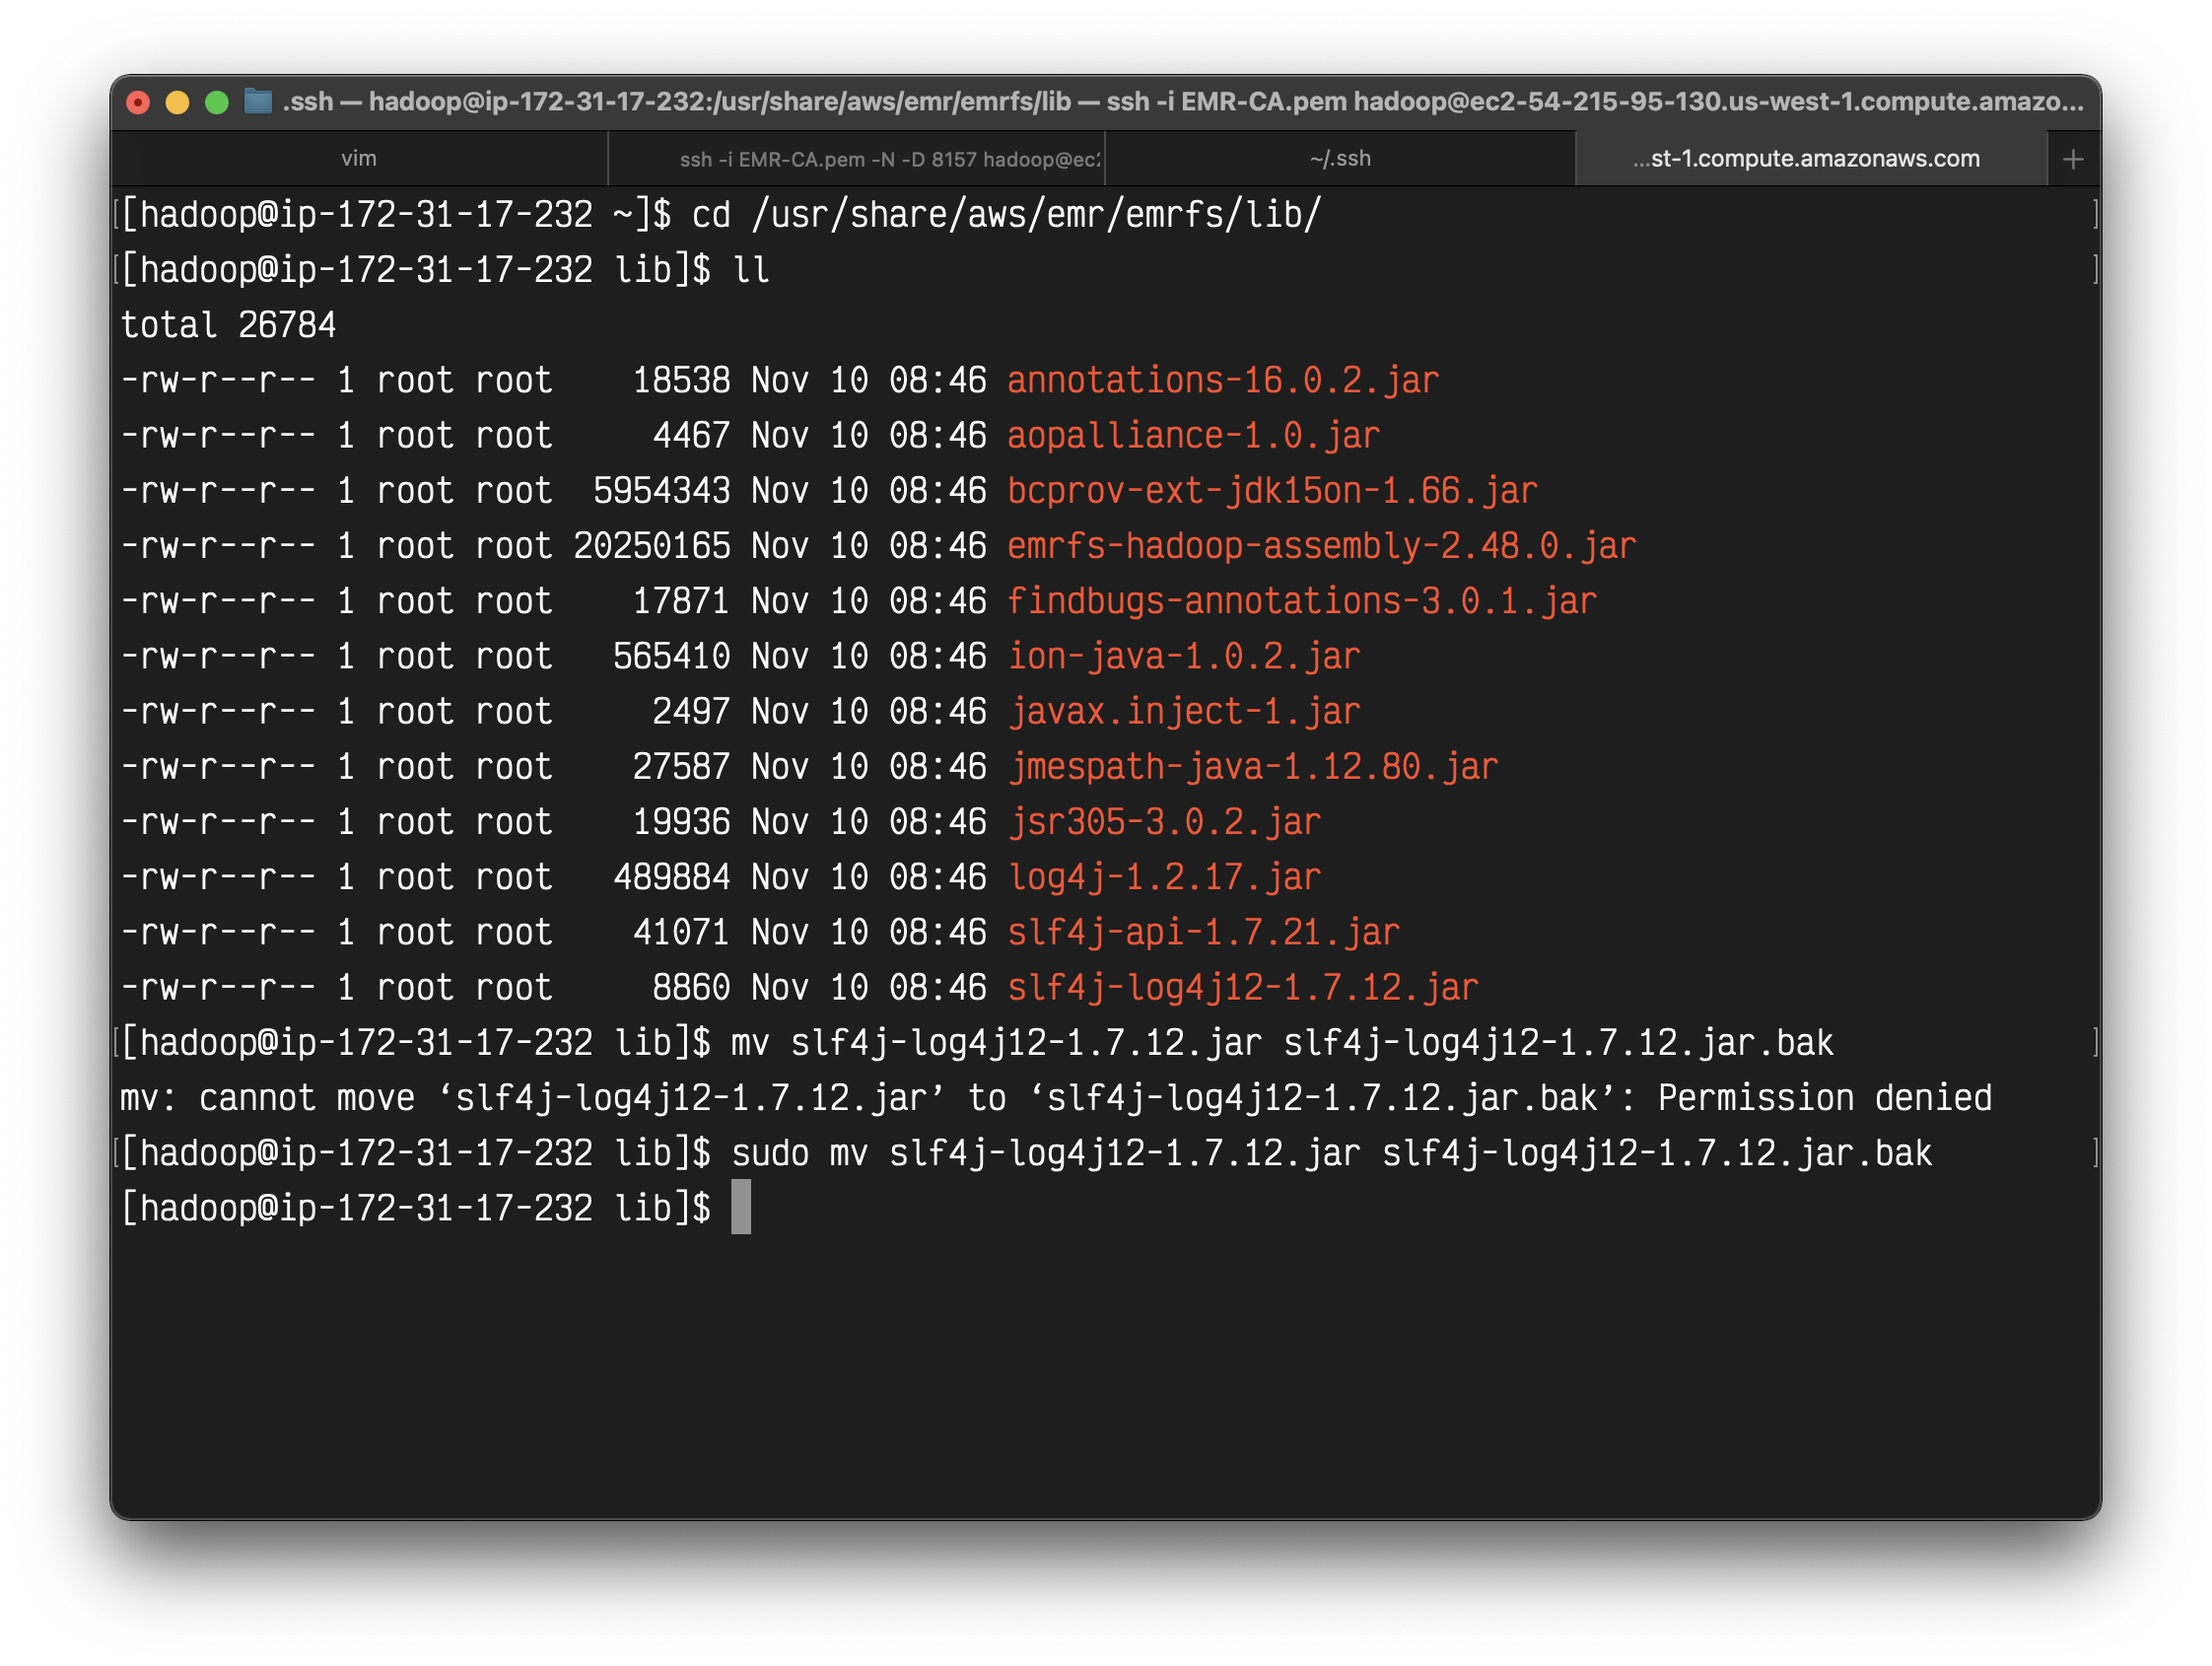 .ssh — hadoop@ip-172-31-17-232:/usr/share/aws/emr/emrfs/lib — ssh -i EMR-CA.pem hadoop@ec2-54-215-95-130.us-west-1.compute.amazo...
vim
ssh -i EMR-CA.pem -N -D 8157 hadoop@ec2
~/.ssh
...st-1.compute.amazonaws.com
+
[[hadoop@ip-172-31-17-232 ~]$ cd /usr/share/aws/emr/emrfs/lib/ ]
[[hadoop@ip-172-31-17-232 lib]$ ll ]
total 26784
-rw-r--r-- 1 root root    18538 Nov 10 08:46 annotations-16.0.2.jar
-rw-r--r-- 1 root root     4467 Nov 10 08:46 aopalliance-1.0.jar
-rw-r--r-- 1 root root  5954343 Nov 10 08:46 bcprov-ext-jdk15on-1.66.jar
-rw-r--r-- 1 root root 20250165 Nov 10 08:46 emrfs-hadoop-assembly-2.48.0.jar
-rw-r--r-- 1 root root    17871 Nov 10 08:46 findbugs-annotations-3.0.1.jar
-rw-r--r-- 1 root root   565410 Nov 10 08:46 ion-java-1.0.2.jar
-rw-r--r-- 1 root root     2497 Nov 10 08:46 javax.inject-1.jar
-rw-r--r-- 1 root root    27587 Nov 10 08:46 jmespath-java-1.12.80.jar
-rw-r--r-- 1 root root    19936 Nov 10 08:46 jsr305-3.0.2.jar
-rw-r--r-- 1 root root   489884 Nov 10 08:46 log4j-1.2.17.jar
-rw-r--r-- 1 root root    41071 Nov 10 08:46 slf4j-api-1.7.21.jar
-rw-r--r-- 1 root root     8860 Nov 10 08:46 slf4j-log4j12-1.7.12.jar
[[hadoop@ip-172-31-17-232 lib]$ mv slf4j-log4j12-1.7.12.jar slf4j-log4j12-1.7.12.jar.bak ]
mv: cannot move ‘slf4j-log4j12-1.7.12.jar’ to ‘slf4j-log4j12-1.7.12.jar.bak’: Permission denied
[[hadoop@ip-172-31-17-232 lib]$ sudo mv slf4j-log4j12-1.7.12.jar slf4j-log4j12-1.7.12.jar.bak ]
[hadoop@ip-172-31-17-232 lib]$